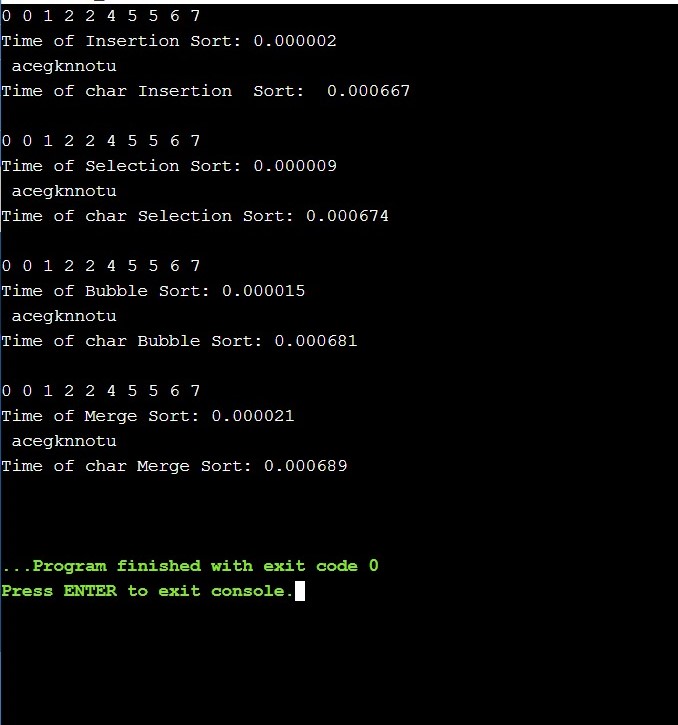 0 0 1 2 2 4 5 5 6 7
Time of Insertion Sort: 0.000002
 acegknnotu
Time of char Insertion  Sort:  0.000667

0 0 1 2 2 4 5 5 6 7
Time of Selection Sort: 0.000009
 acegknnotu
Time of char Selection Sort: 0.000674

0 0 1 2 2 4 5 5 6 7
Time of Bubble Sort: 0.000015
 acegknnotu
Time of char Bubble Sort: 0.000681

0 0 1 2 2 4 5 5 6 7
Time of Merge Sort: 0.000021
 acegknnotu
Time of char Merge Sort: 0.000689

...Program finished with exit code 0
Press ENTER to exit console.